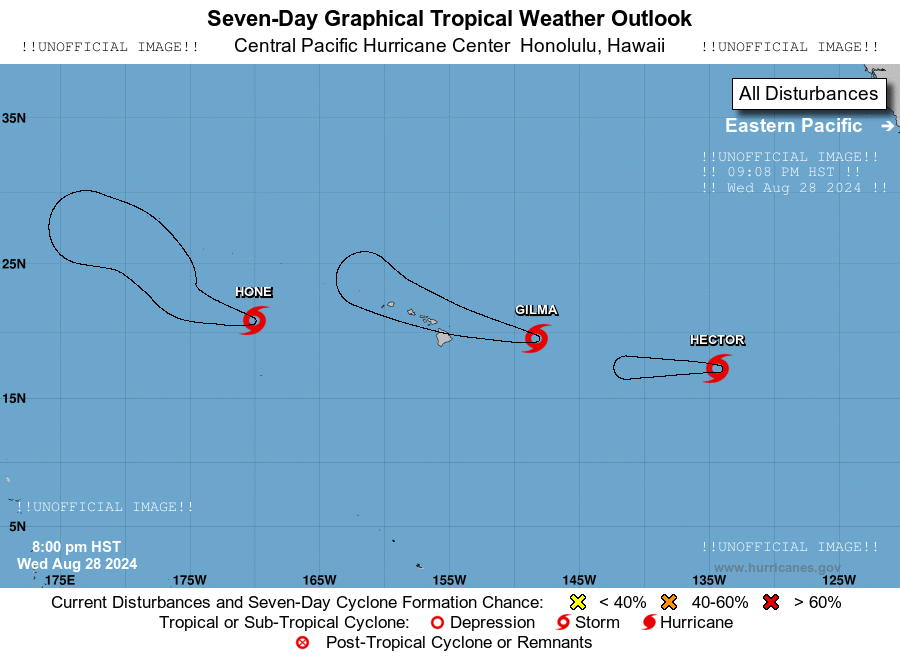 Seven-Day Graphical Tropical Weather Outlook
!!UNOFFICIAL IMAGE!! Central Pacific Hurricane Center Honolulu, Hawaii !!UNOFFICIAL IMAGE!!
All Disturbances
35N
Eastern Pacific →
!!UNOFFICIAL IMAGE!!
!! 09:08 PM HST !!
!! Wed Aug 28 2024 !!
25N
HONE
GILMA
HECTOR
15N
!!UNOFFICIAL IMAGE!!
5N
8:00 pm HST
Wed Aug 28 2024
!!UNOFFICIAL IMAGE!!
www.hurricanes.gov
175E 175W 165W 155W 145W 135W 125W
Current Disturbances and Seven-Day Cyclone Formation Chance: < 40% 40-60% > 60%
Tropical or Sub-Tropical Cyclone: Depression Storm Hurricane
Post-Tropical Cyclone or Remnants